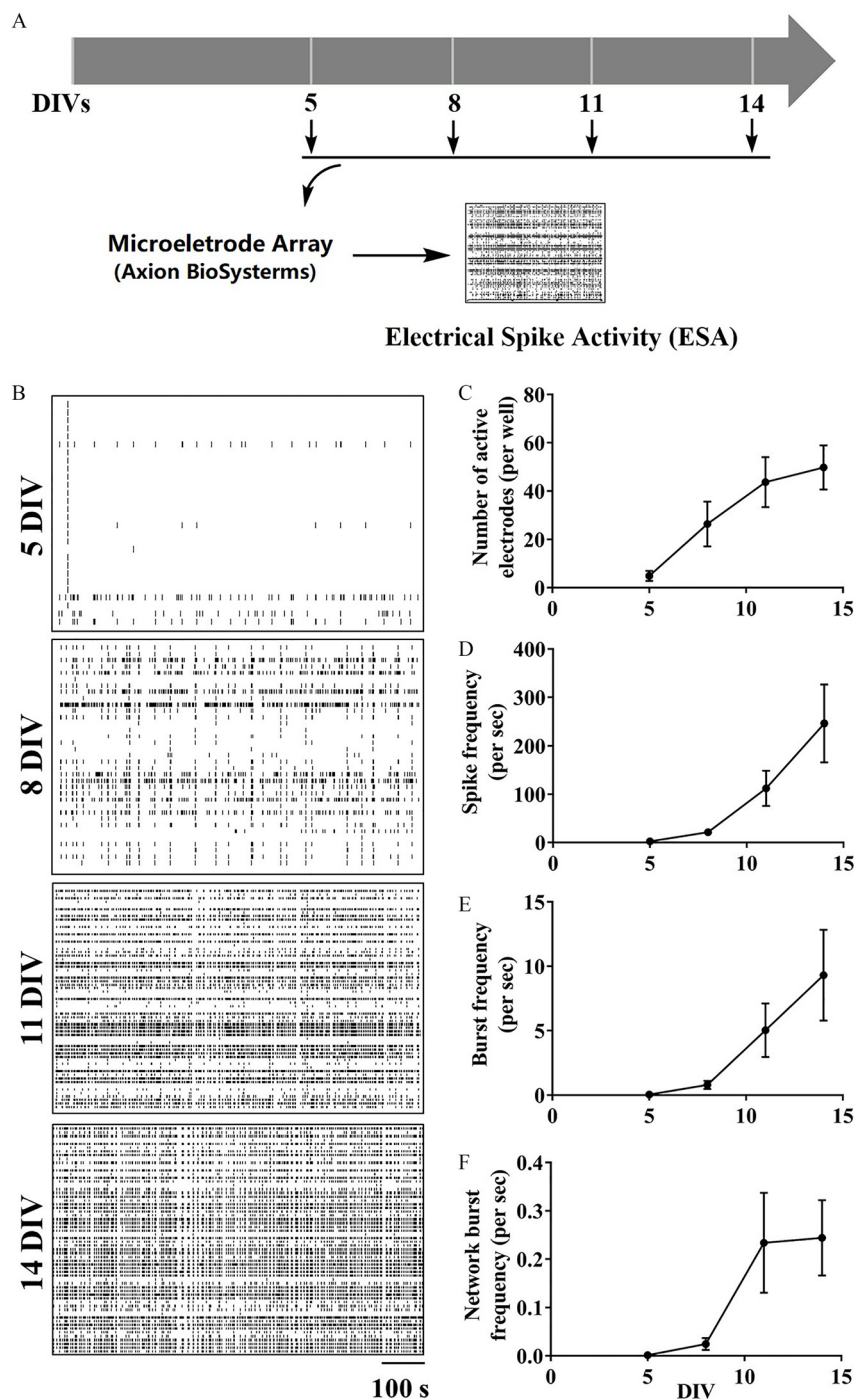 A
DIVs 5 8 11 14
Microeletrode Array
(Axion BioSysterms)
Electrical Spike Activity (ESA)
B
5 DIV
8 DIV
11 DIV
14 DIV
100 s
C
Number of active
electrodes (per well)
80
60
40
20
0
0 5 10 15
D
Spike frequency
(per sec)
400
300
200
100
0
0 5 10 15
E
Burst frequency
(per sec)
15
10
5
0
0 5 10 15
F
Network burst
frequency (per sec)
0.4
0.3
0.2
0.1
0.0
0 5 10 15
DIV